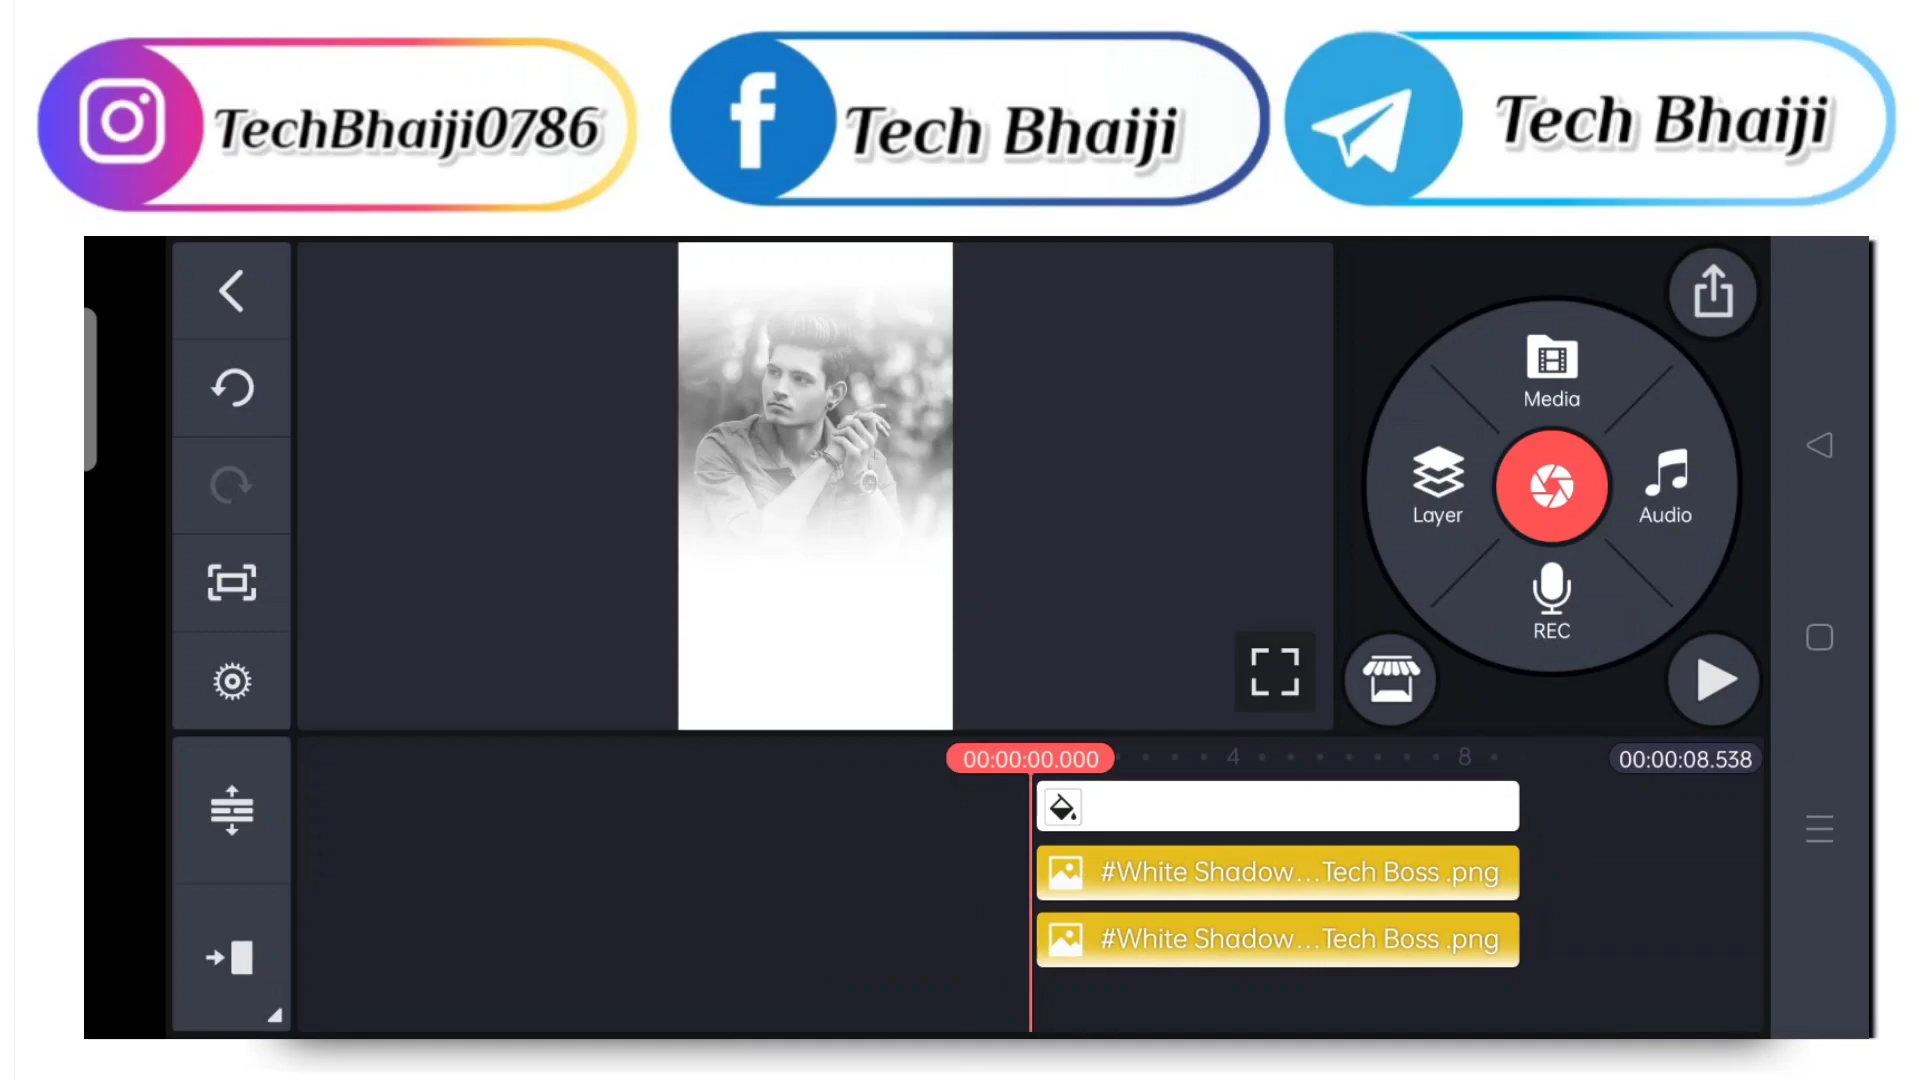 TechBhaiji0786
Tech Bhaiji
Tech Bhaiji
Media
Layer
Audio
REC
00:00:00.000
4
8
00:00:08.538
#White Shadow...Tech Boss .png
#White Shadow...Tech Boss .png